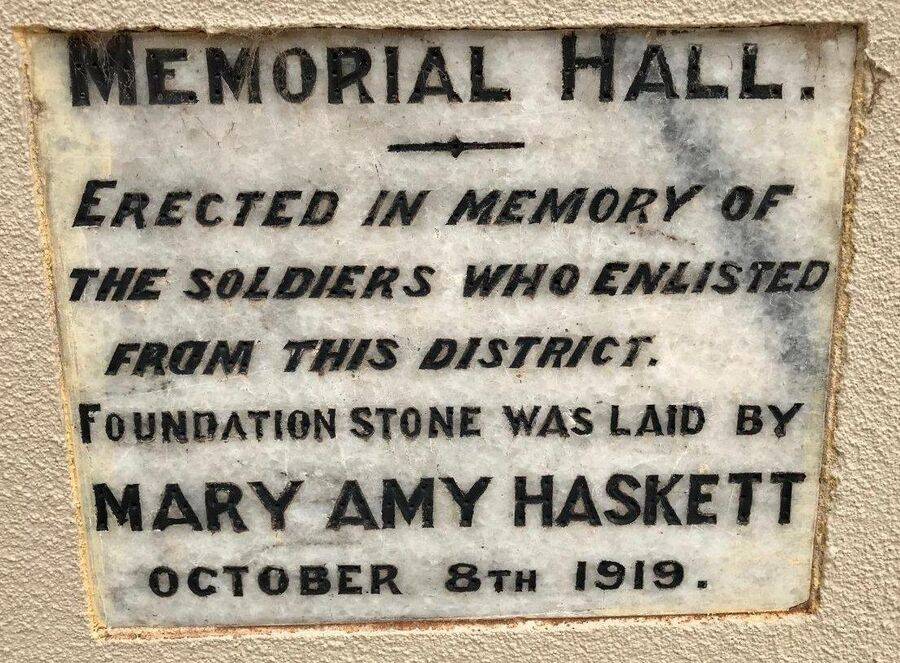 MEMORIAL HALL.
ERECTED IN MEMORY OF
THE SOLDIERS WHO ENLISTED
FROM THIS DISTRICT.
FOUNDATION STONE WAS LAID BY
MARY AMY HASKETT
OCTOBER 8TH 1919.